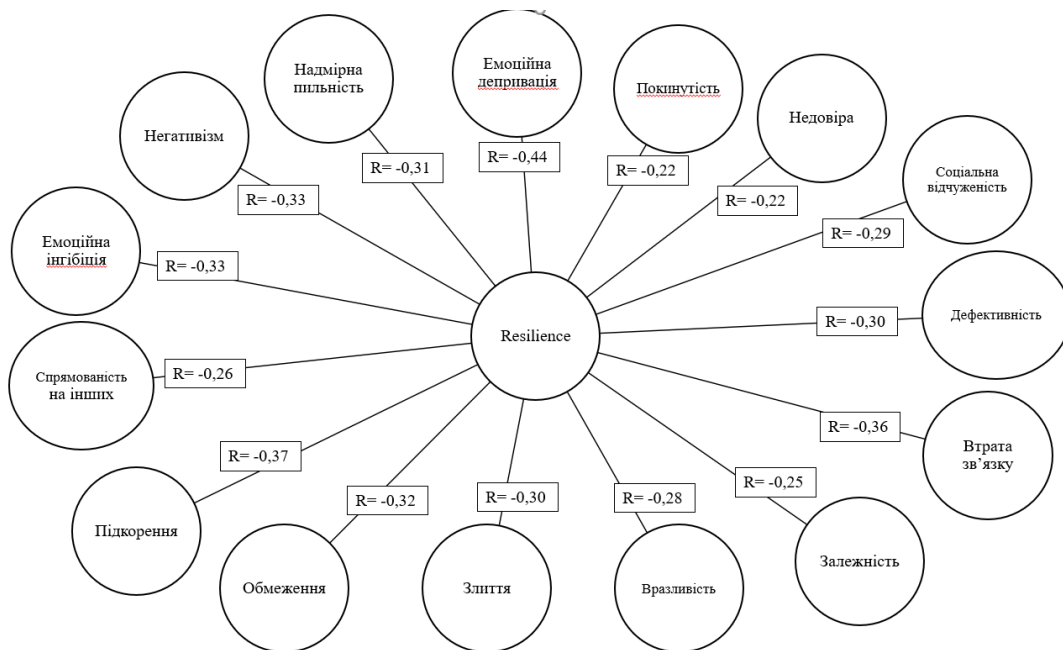 Емоційна
депривація
R= -0,44
Покинутість
R= -0,22
Недовіра
R= -0,22
Соціальна
відчуженість
R= -0,29
Дефективність
R= -0,30
Втрата
зв’язку
R= -0,36
Залежність
R= -0,25
Вразливість
R= -0,28
Злиття
R= -0,30
Обмеження
R= -0,32
Підкорення
R= -0,37
Спрямованість
на інших
R= -0,26
Емоційна
інгібіція
R= -0,33
Негативізм
R= -0,33
Надмірна
пильність
R= -0,31
Resilience